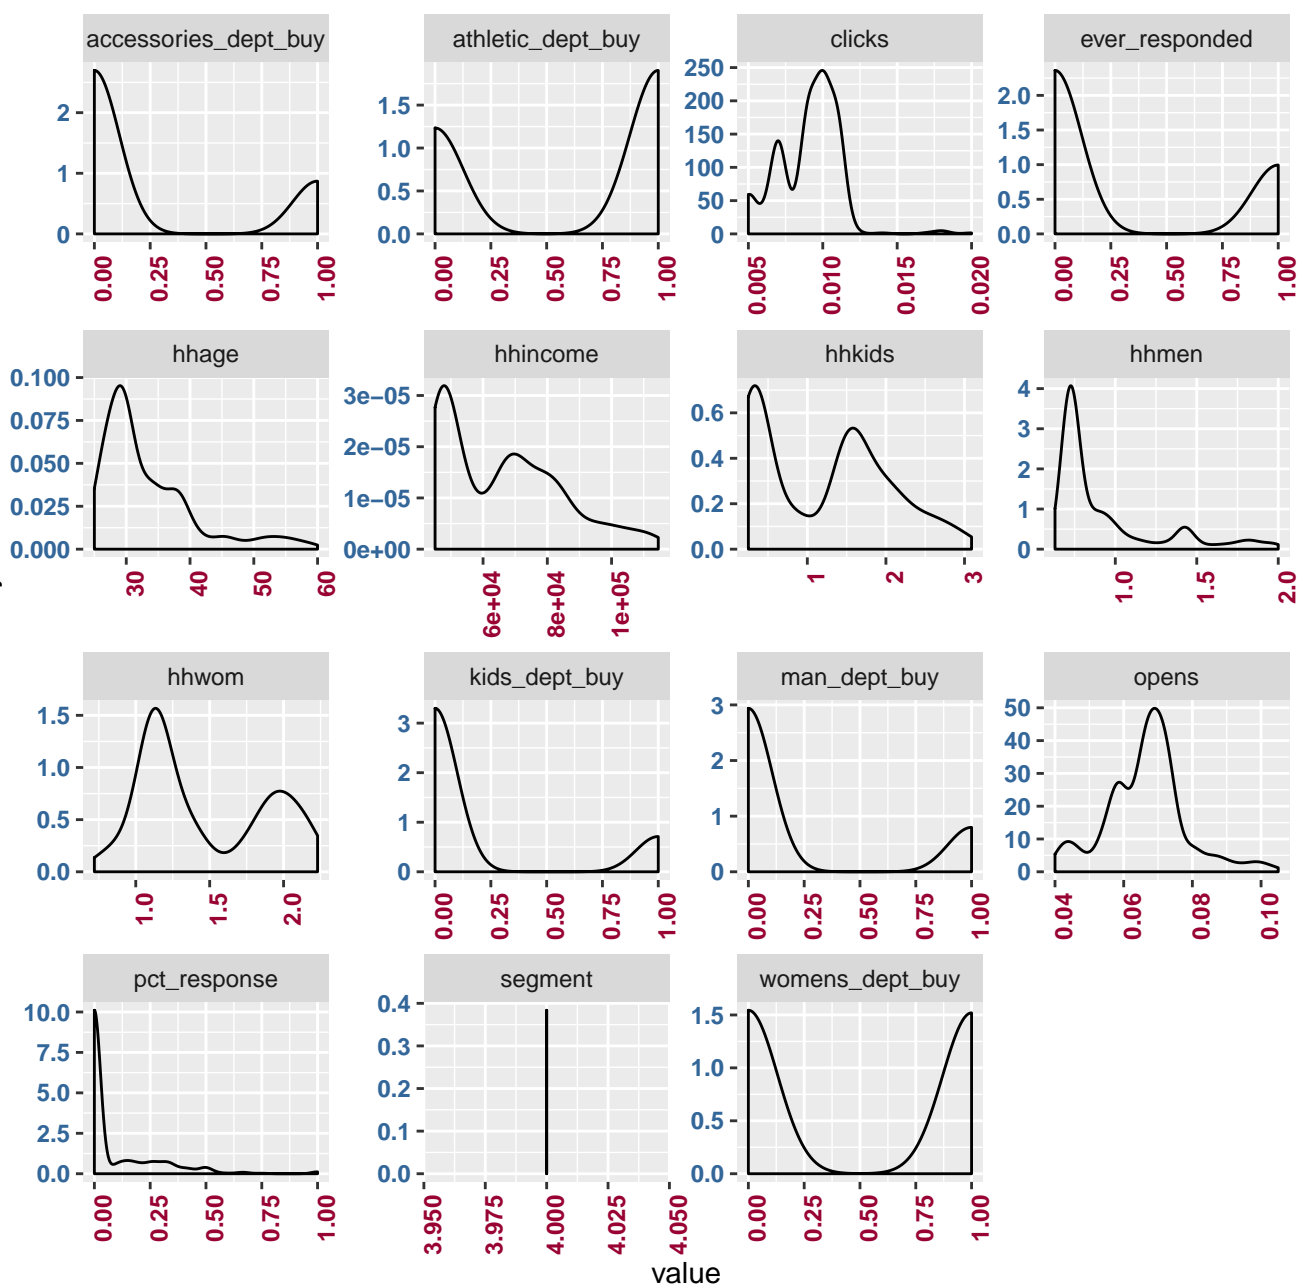 accessories_dept_buy athletic_dept_buy clicks ever_responded
2 1 0
1.5 1.0 0.5 0.0
250 200 150 100 50 0
2.0 1.5 1.0 0.5 0.0
0.00 0.25 0.50 0.75 1.00
0.00 0.25 0.50 0.75 1.00
0.005 0.010 0.015 0.020
0.00 0.25 0.50 0.75 1.00
hhage hhincome hhkids hhmen
0.100 0.075 0.050 0.025 0.000
3e−05 2e−05 1e−05 0e+00
0.6 0.4 0.2 0.0
4 3 2 1 0
30 40 50 60
6e+04 8e+04 1e+05
1 2 3
1.0 1.5 2.0
hhwom kids_dept_buy man_dept_buy opens
1.5 1.0 0.5 0.0
3 2 1 0
3 2 1 0
50 40 30 20 10 0
1.0 1.5 2.0
0.00 0.25 0.50 0.75 1.00
0.00 0.25 0.50 0.75 1.00
0.04 0.06 0.08 0.10
pct_response segment womens_dept_buy
10.0 7.5 5.0 2.5 0.0
0.4 0.3 0.2 0.1 0.0
1.5 1.0 0.5 0.0
0.00 0.25 0.50 0.75 1.00
3.950 3.975 4.000 4.025 4.050
0.00 0.25 0.50 0.75 1.00
value